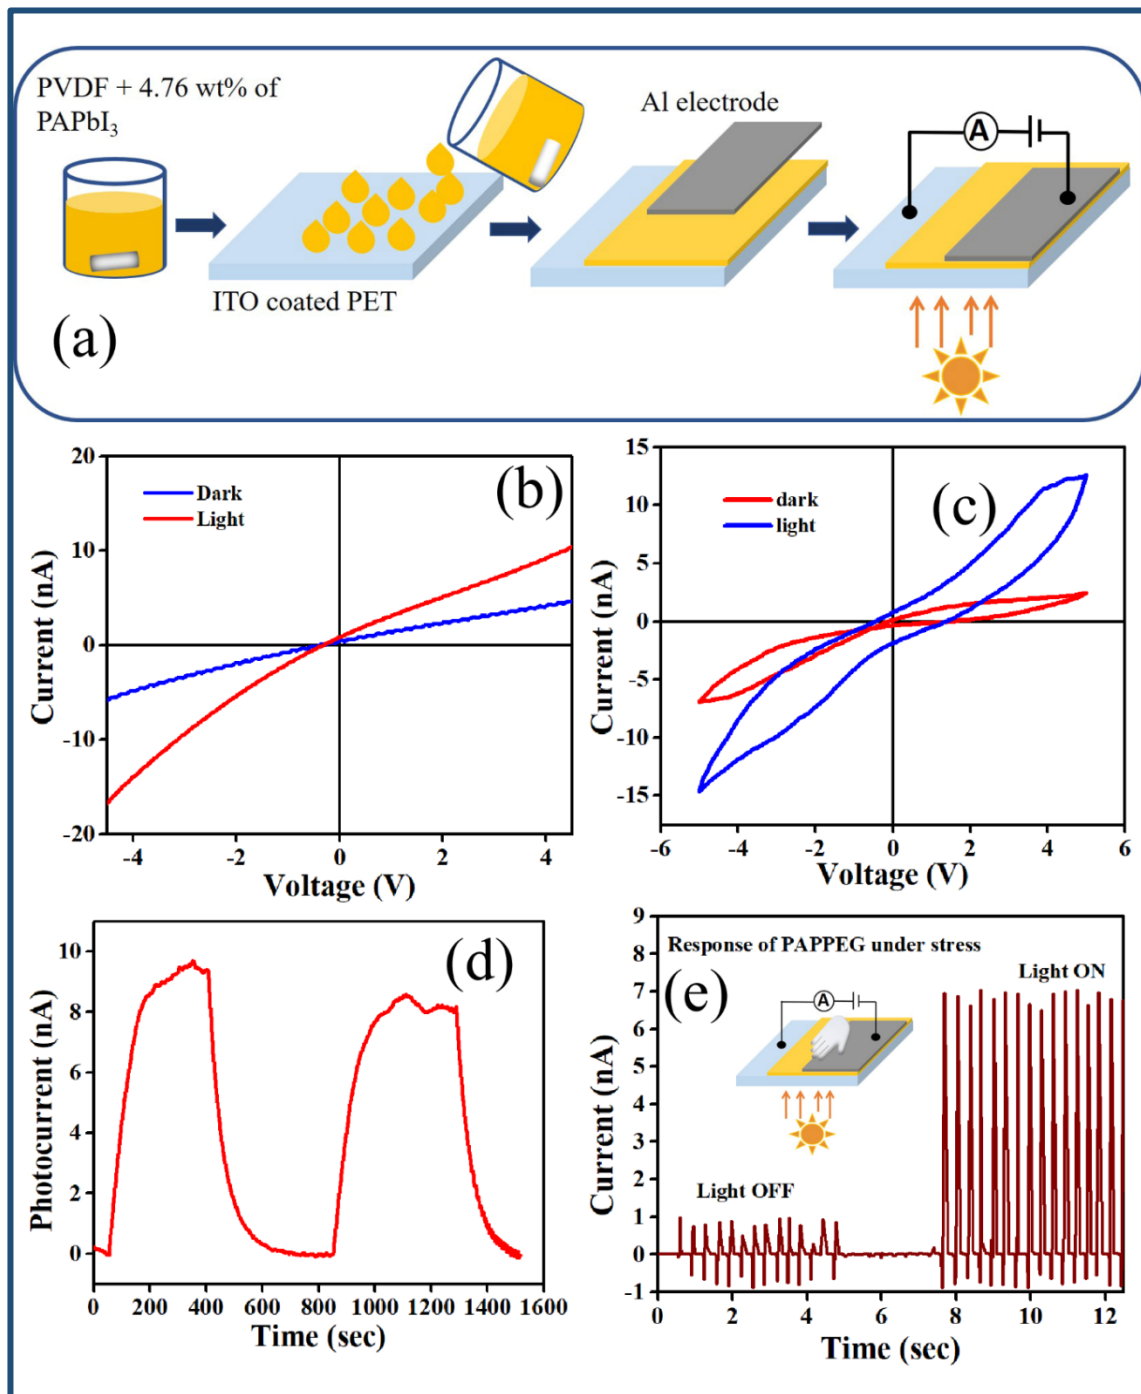 PVDF + 4.76 wt% of
PAPbI₃
Al electrode
A
ITO coated PET
(a)
20
10
0
-10
-20
-4
-2
0
2
4
Current (nA)
Voltage (V)
Dark
Light
(b)
15
10
5
0
-5
-10
-15
-6
-4
-2
0
2
4
6
Current (nA)
Voltage (V)
dark
light
(c)
10
8
6
4
2
0
0
200
400
600
800
1000
1200
1400
1600
Photocurrent (nA)
Time (sec)
(d)
9
8
7
6
5
4
3
2
1
0
-1
0
2
4
6
8
10
12
Current (nA)
Time (sec)
Response of PAPPEG under stress
Light ON
(e)
A
Light OFF